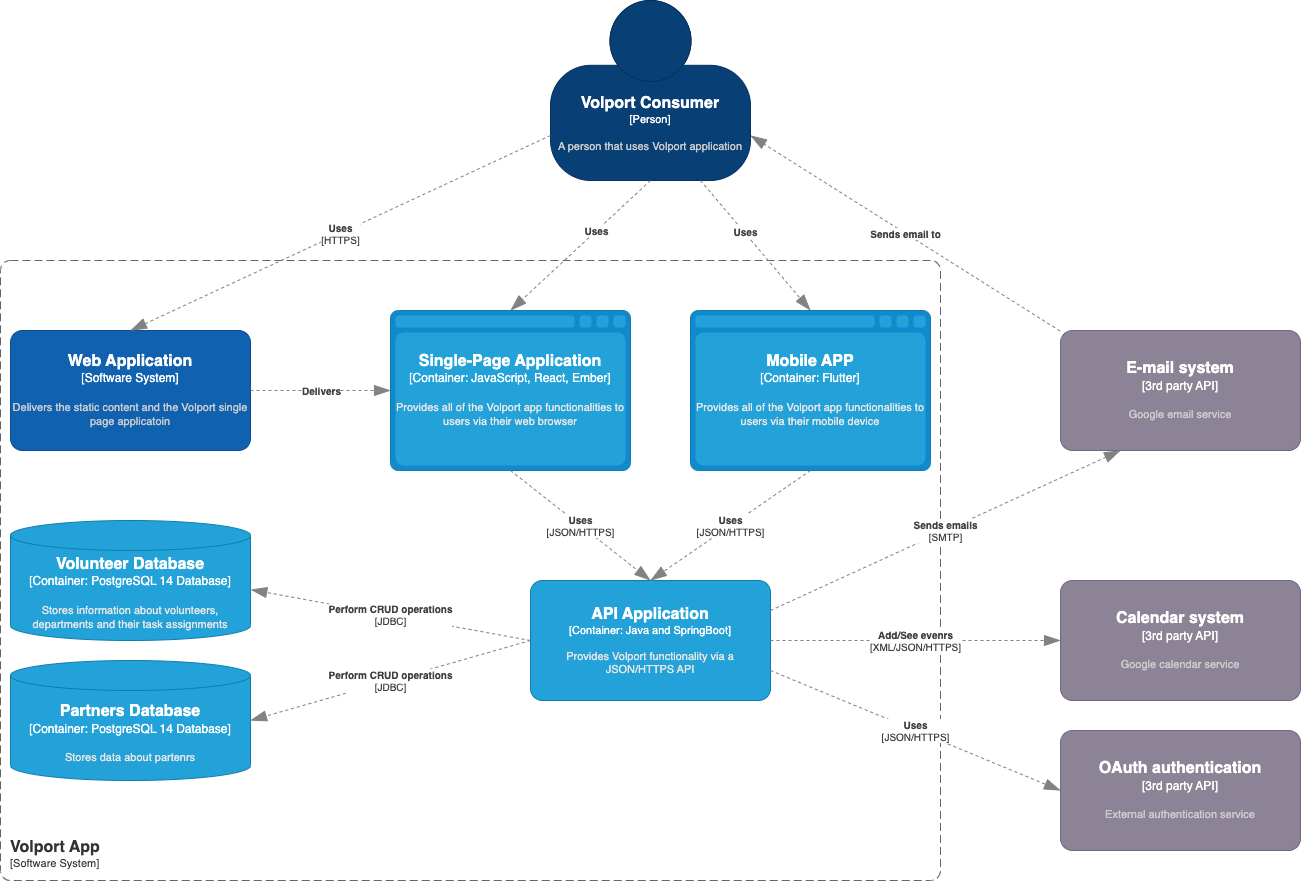 Volport Consumer
[Person]
A person that uses Volport application
Uses
[HTTPS]
Uses
Uses
Sends email to
Web Application
[Software System]
Delivers the static content and the Volport single
page applicatoin
Delivers
Single-Page Application
[Container: JavaScript, React, Ember]
Provides all of the Volport app functionalities to
users via their web browser
Mobile APP
[Container: Flutter]
Provides all of the Volport app functionalities to
users via their mobile device
E-mail system
[3rd party API]
Google email service
Uses
[JSON/HTTPS]
Uses
[JSON/HTTPS]
Sends emails
[SMTP]
Volunteer Database
[Container: PostgreSQL 14 Database]
Stores information about volunteers,
departments and their task assignments
Perform CRUD operations
[JDBC]
API Application
[Container: Java and SpringBoot]
Provides Volport functionality via a
JSON/HTTPS API
Add/See evenrs
[XML/JSON/HTTPS]
Calendar system
[3rd party API]
Google calendar service
Partners Database
[Container: PostgreSQL 14 Database]
Stores data about partenrs
Perform CRUD operations
[JDBC]
Uses
[JSON/HTTPS]
OAuth authentication
[3rd party API]
External authentication service
Volport App
[Software System]